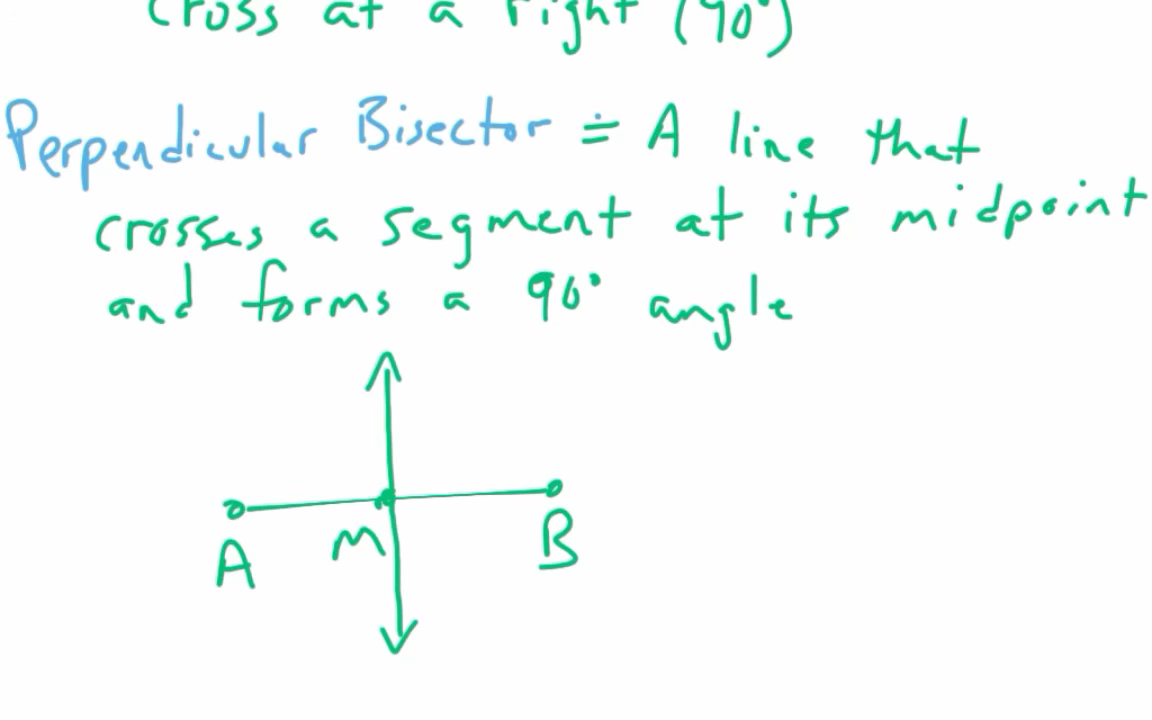 cross at a right (90°)
Perpendicular Bisector ≐ A line that
crosses a segment at its midpoint
and forms a 90° angle
A M B